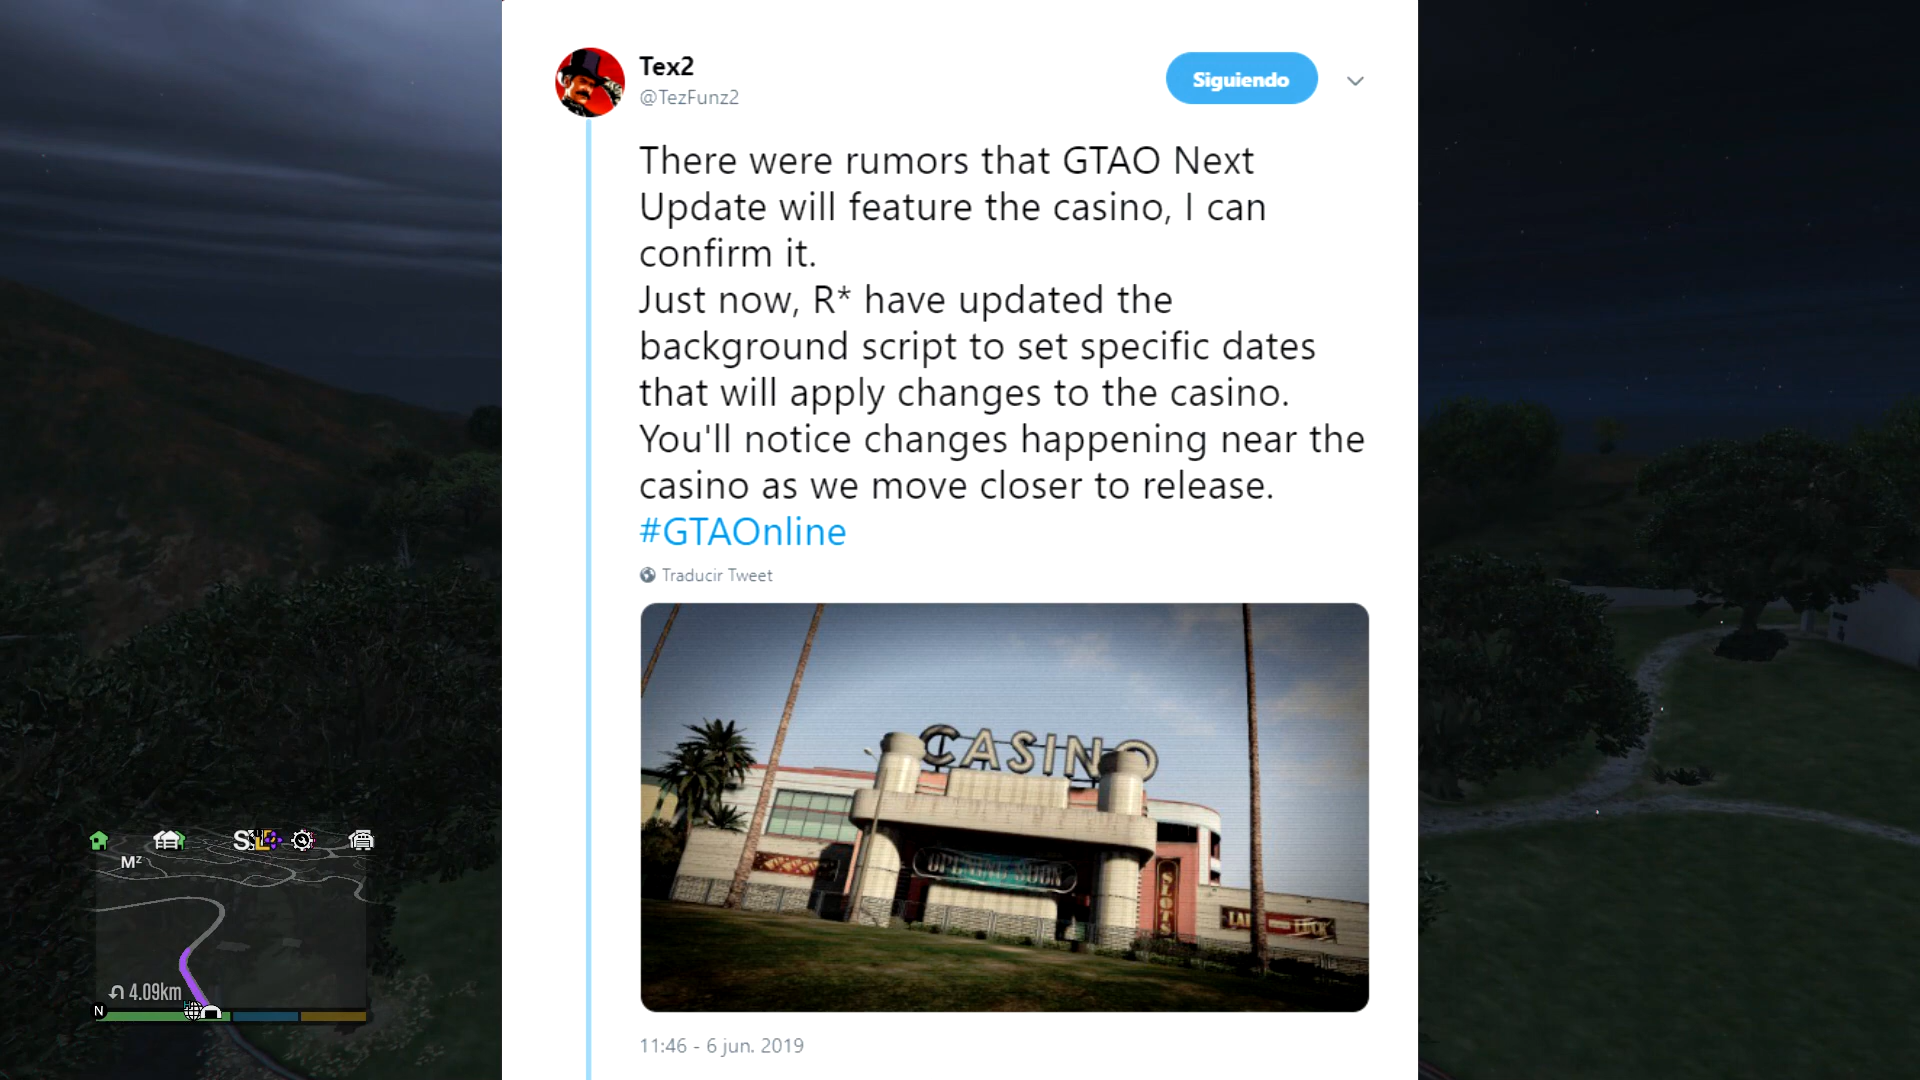 Tex2
@TezFunz2
Siguiendo
There were rumors that GTAO Next
Update will feature the casino, I can
confirm it.
Just now, R* have updated the
background script to set specific dates
that will apply changes to the casino.
You'll notice changes happening near the
casino as we move closer to release.
#GTAOnline
Traducir Tweet
CASINO
OPENING SOON
SLOTS
LUCK
11:46 - 6 jun. 2019
4.09km
N